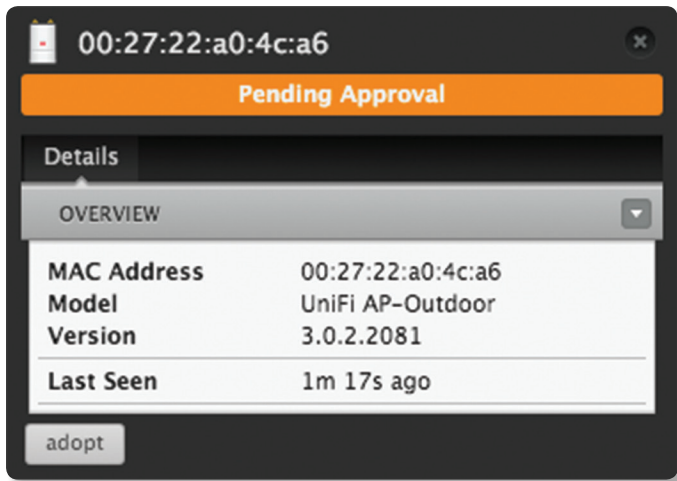 00:27:22:a0:4c:a6
Pending Approval
Details
OVERVIEW
MAC Address 00:27:22:a0:4c:a6
Model UniFi AP-Outdoor
Version 3.0.2.2081
Last Seen 1m 17s ago
adopt